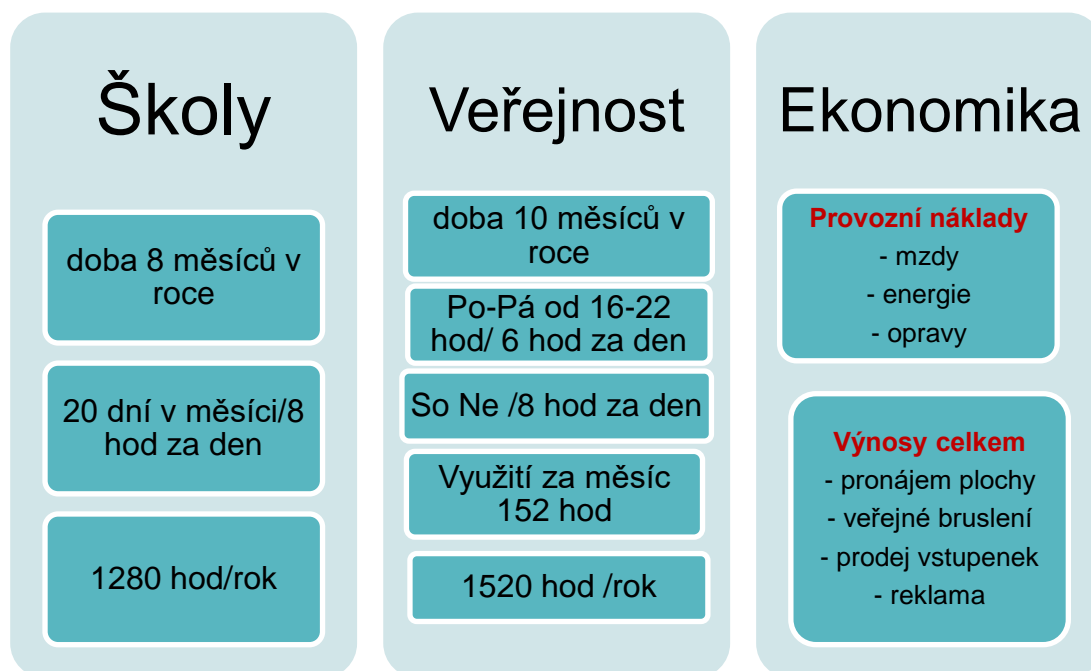 Školy
doba 8 měsíců v
roce
20 dní v měsíci/8
hod za den
1280 hod/rok
Veřejnost
doba 10 měsíců v
roce
Po-Pá od 16-22
hod/ 6 hod za den
So Ne /8 hod za den
Využití za měsíc
152 hod
1520 hod /rok
Ekonomika
Provozní náklady
- mzdy
- energie
- opravy
Výnosy celkem
- pronájem plochy
- veřejné bruslení
- prodej vstupenek
- reklama